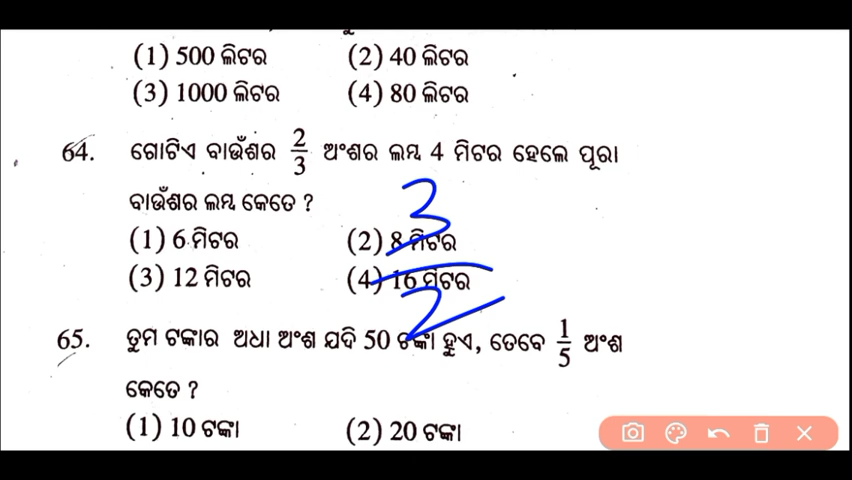 (1) 500 ଲିଟର (2) 40 ଲିଟର
(3) 1000 ଲିଟର (4) 80 ଲିଟର
64. ଗୋଟିଏ ବାଉଁଶର 2/3 ଅଂଶର ଲମ୍ବ 4 ମିଟର ହେଲେ ପୂରା
ବାଉଁଶର ଲମ୍ବ କେତେ ?
3
(1) 6 ମିଟର (2) 8 ମିଟର
(3) 12 ମିଟର (4) 16 ମିଟର
2
65. ତୁମ ଟଙ୍କାର ଅଧା ଅଂଶ ଯଦି 50 ଟଙ୍କା ହୁଏ, ତେବେ 1/5 ଅଂଶ
କେତେ ?
(1) 10 ଟଙ୍କା (2) 20 ଟଙ୍କା